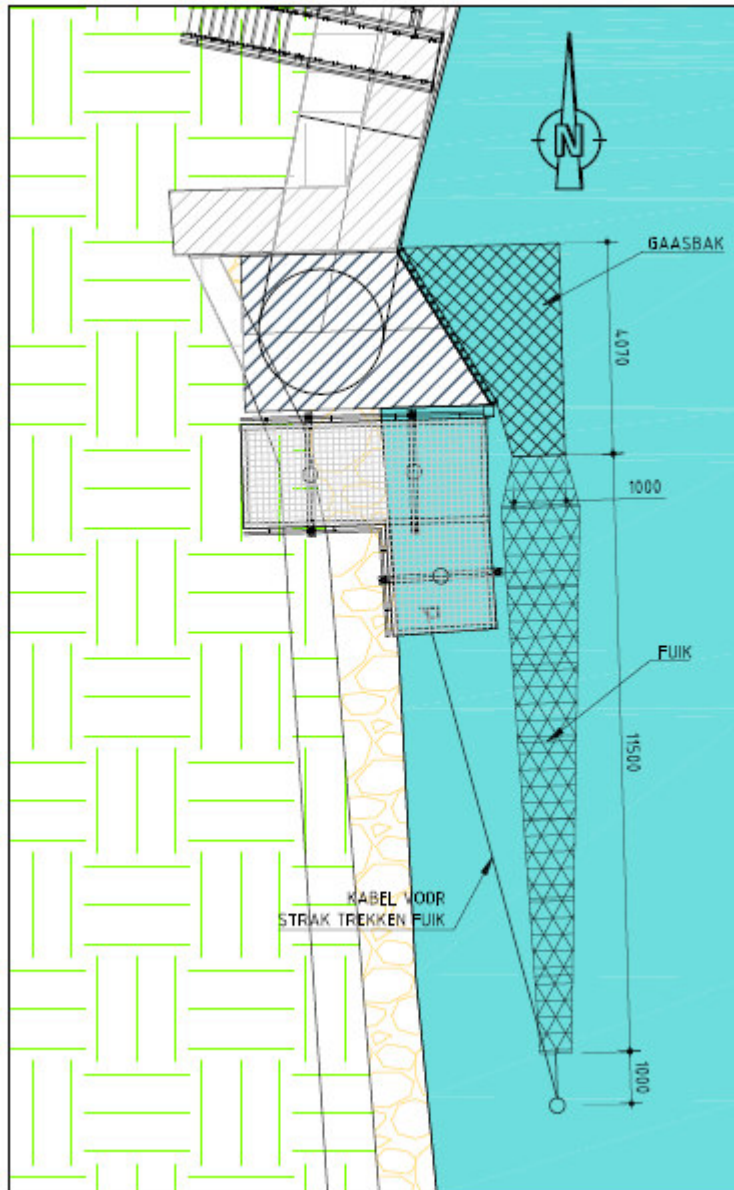 N
GAASBAK
4070
1000
FUIK
11500
KABEL VOOR
STRAK TREKKEN FUIK
1000